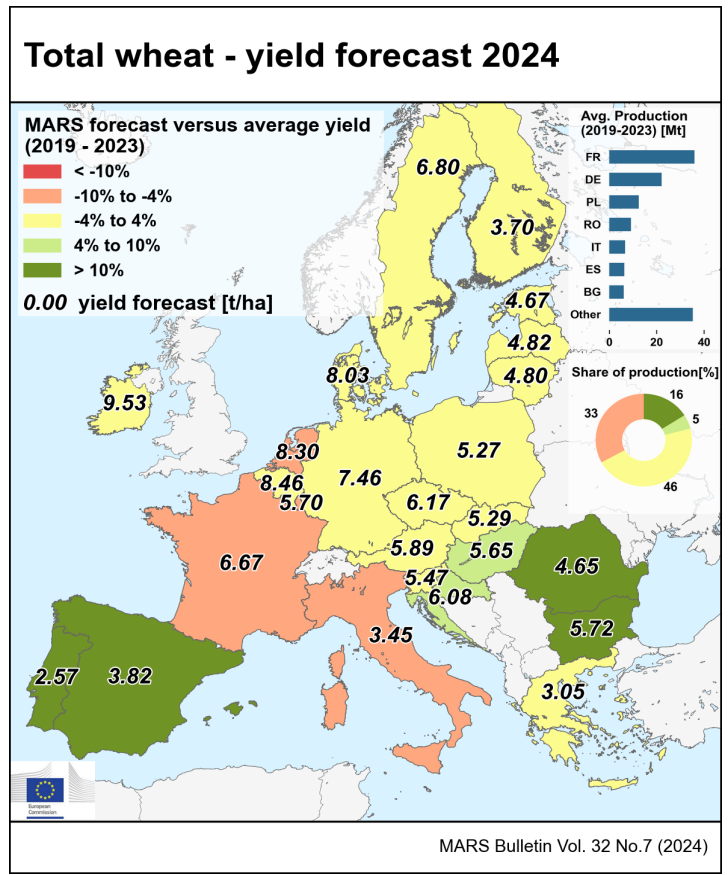 Total wheat - yield forecast 2024
MARS forecast versus average yield
(2019 - 2023)
< -10%
-10% to -4%
-4% to 4%
4% to 10%
> 10%
0.00 yield forecast [t/ha]
Avg. Production
(2019-2023) [Mt]
FR
DE
PL
RO
IT
ES
BG
Other
0 20 40
Share of production[%]
16
5
33
46
6.80
3.70
4.67
4.82
4.80
8.03
9.53
8.30
8.46
5.70
7.46
5.27
6.17
5.29
5.89
5.65
5.47
6.08
6.67
4.65
5.72
3.45
2.57
3.82
3.05
European
Commission
MARS Bulletin Vol. 32 No.7 (2024)